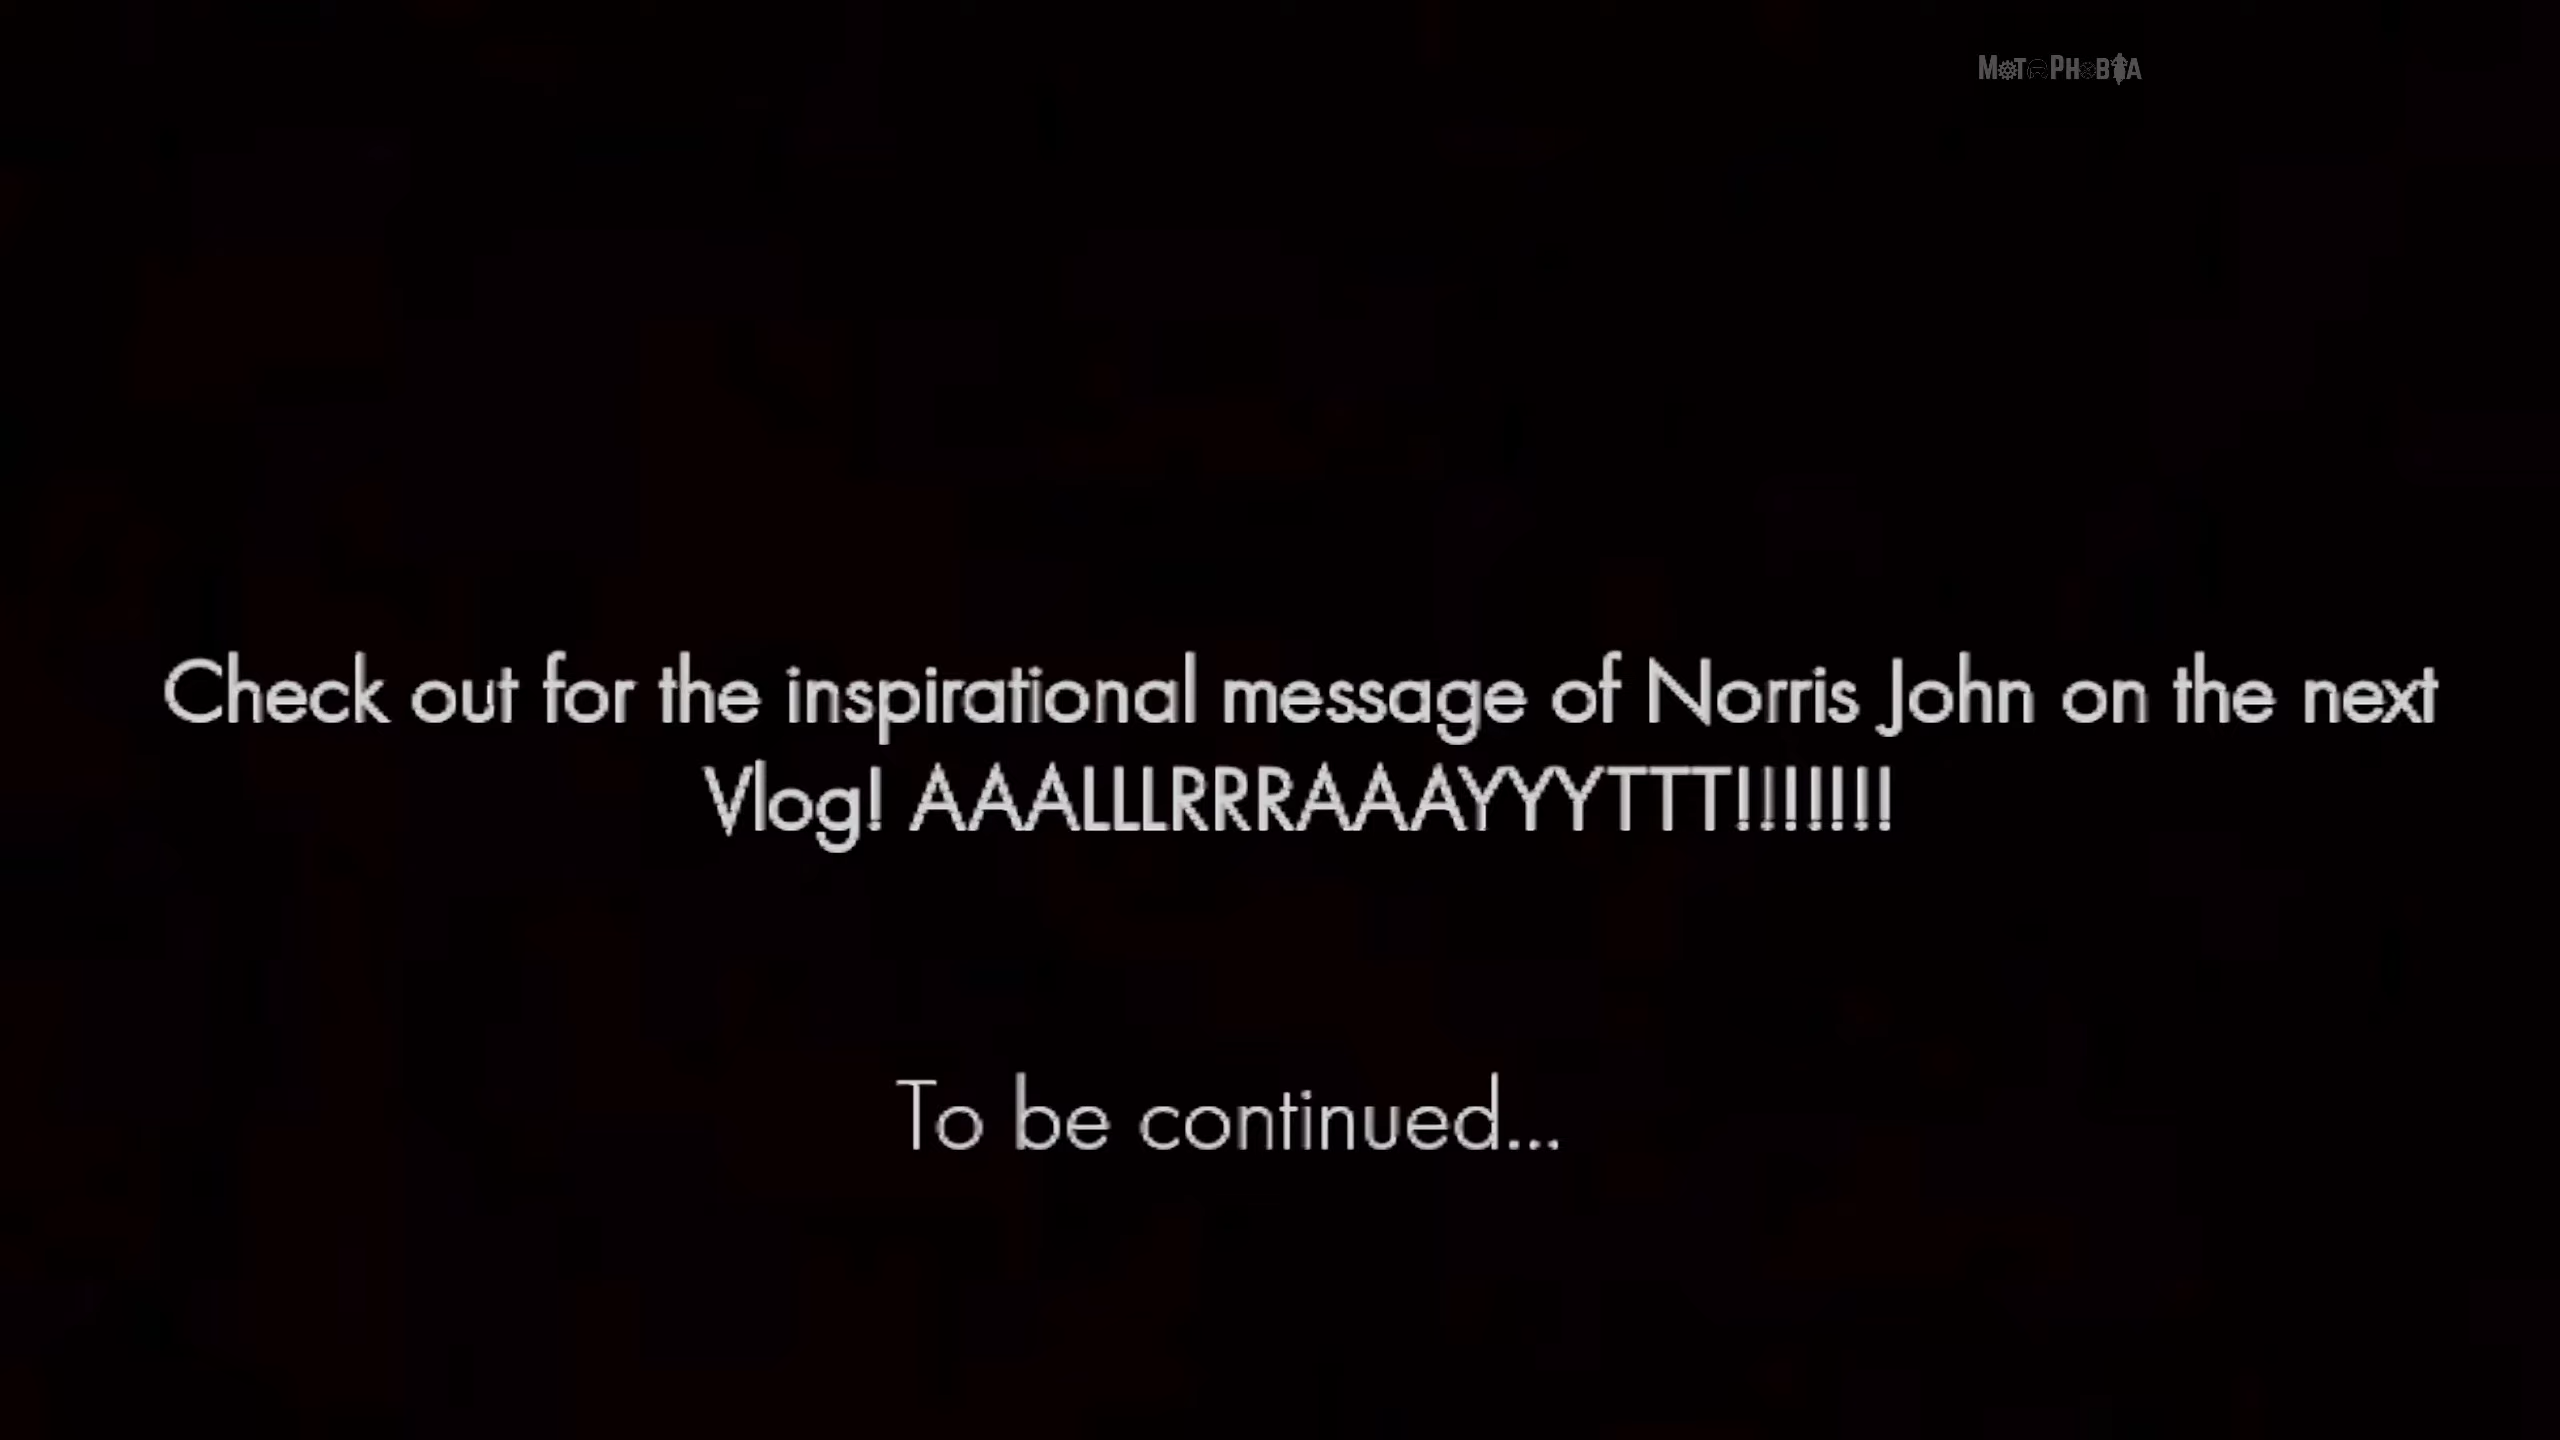 MOTOPHOBIA
Check out for the inspirational message of Norris John on the next
Vlog! AAALLLRRRAAAYYYTTT!!!!!!!
To be continued...